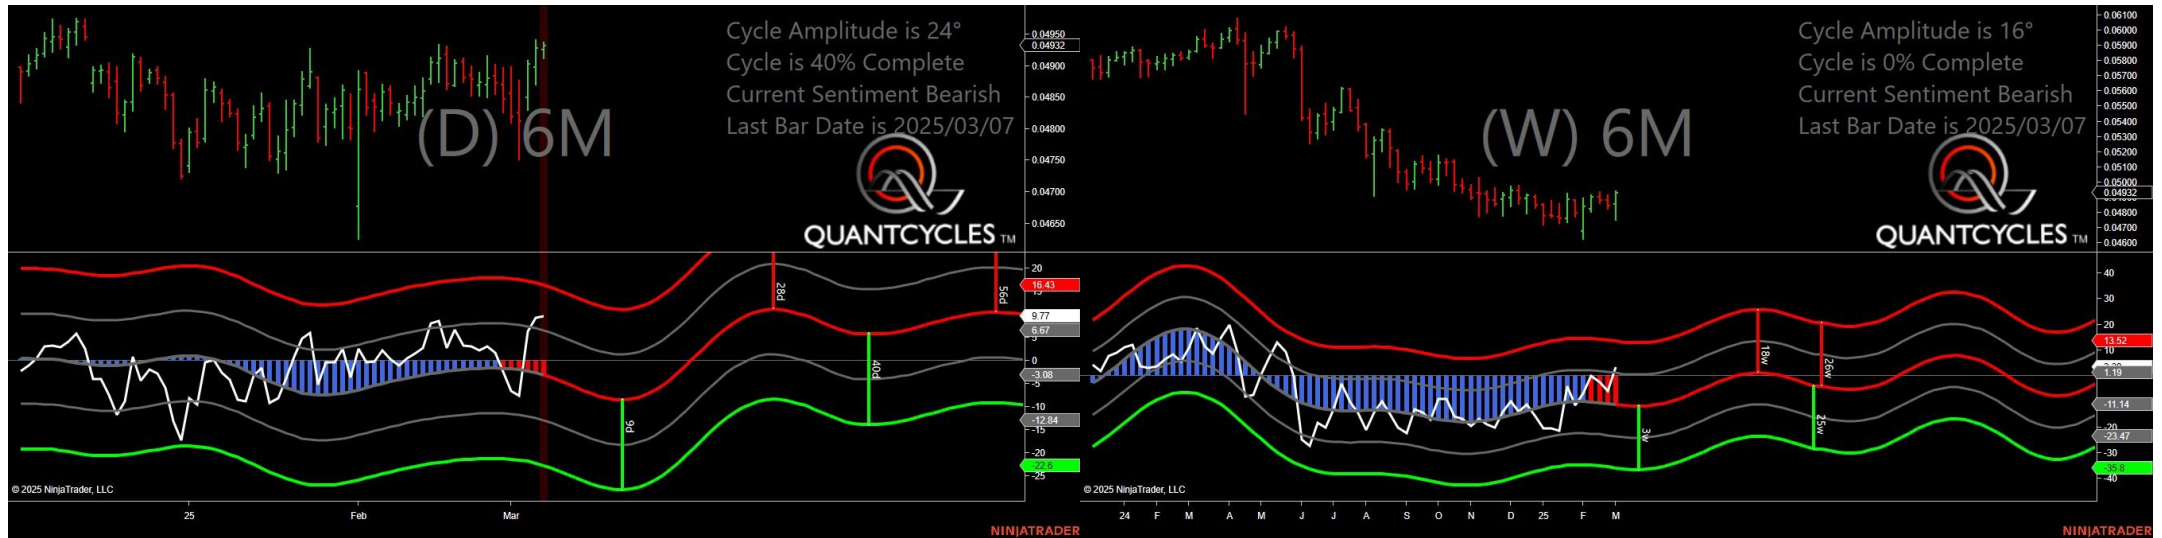 Cycle Amplitude is 24°
Cycle is 40% Complete
Current Sentiment Bearish
Last Bar Date is 2025/03/07
(D) 6M
QUANTCYCLES TM
0.04950
0.04932
0.04900
0.04850
0.04800
0.04750
0.04700
0.04650
20
16.43
9.77
6.67
5
0
-3.08
-5
-10
-12.84
-15
-20
-22.6
-25
9d
28d
40d
56d
© 2025 NinjaTrader, LLC
25 Feb Mar
NINJATRADER
Cycle Amplitude is 16°
Cycle is 0% Complete
Current Sentiment Bearish
Last Bar Date is 2025/03/07
(W) 6M
QUANTCYCLES TM
0.06100
0.05900
0.05800
0.05700
0.05600
0.05500
0.05400
0.05300
0.05200
0.05100
0.05000
0.04932
0.04800
0.04700
0.04600
40
30
20
13.52
10
1.19
-11.14
-20
-23.47
-30
-35.8
-40
3w
18w
25w
26w
© 2025 NinjaTrader, LLC
24 F M A M J J A S O N D 25 F M
NINJATRADER